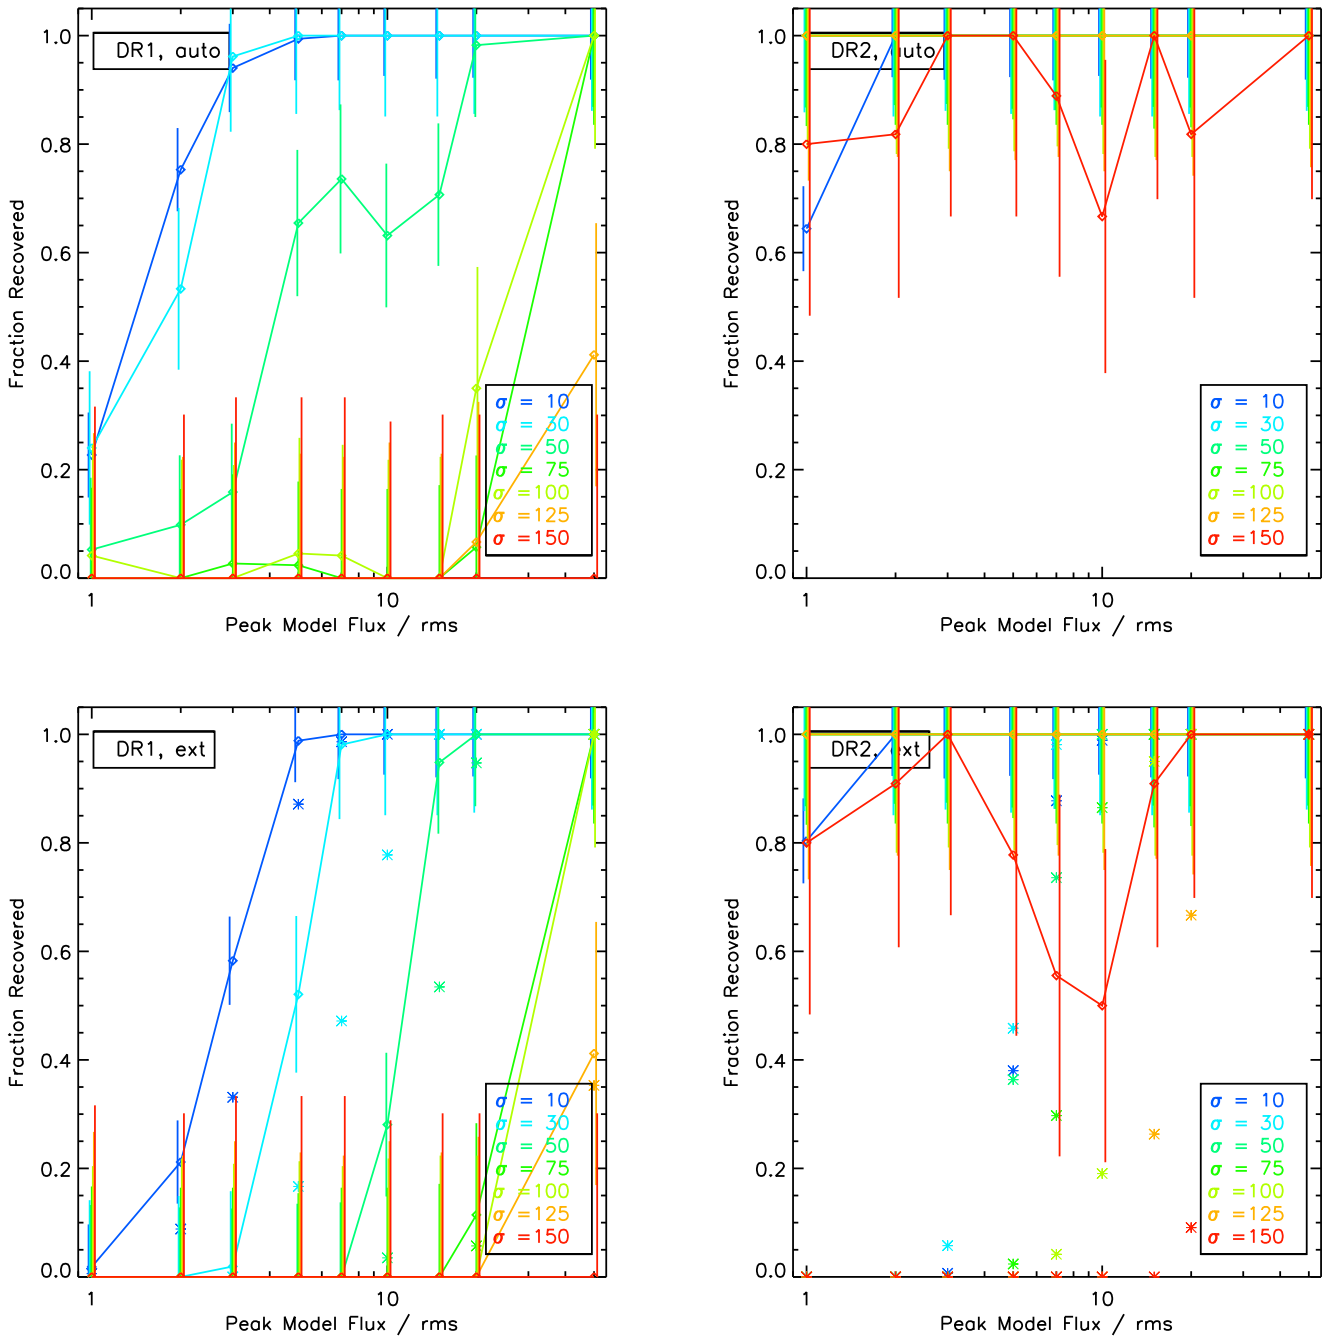 DR1, auto
1.0
0.8
0.6
0.4
0.2
0.0
Fraction Recovered
σ = 10
σ = 30
σ = 50
σ = 75
σ =100
σ =125
σ =150
1
10
Peak Model Flux / rms
DR2, auto
1.0
0.8
0.6
0.4
0.2
0.0
Fraction Recovered
σ = 10
σ = 30
σ = 50
σ = 75
σ =100
σ =125
σ =150
1
10
Peak Model Flux / rms
DR1, ext
1.0
0.8
0.6
0.4
0.2
0.0
Fraction Recovered
σ = 10
σ = 30
σ = 50
σ = 75
σ =100
σ =125
σ =150
1
10
Peak Model Flux / rms
DR2, ext
1.0
0.8
0.6
0.4
0.2
0.0
Fraction Recovered
σ = 10
σ = 30
σ = 50
σ = 75
σ =100
σ =125
σ =150
1
10
Peak Model Flux / rms